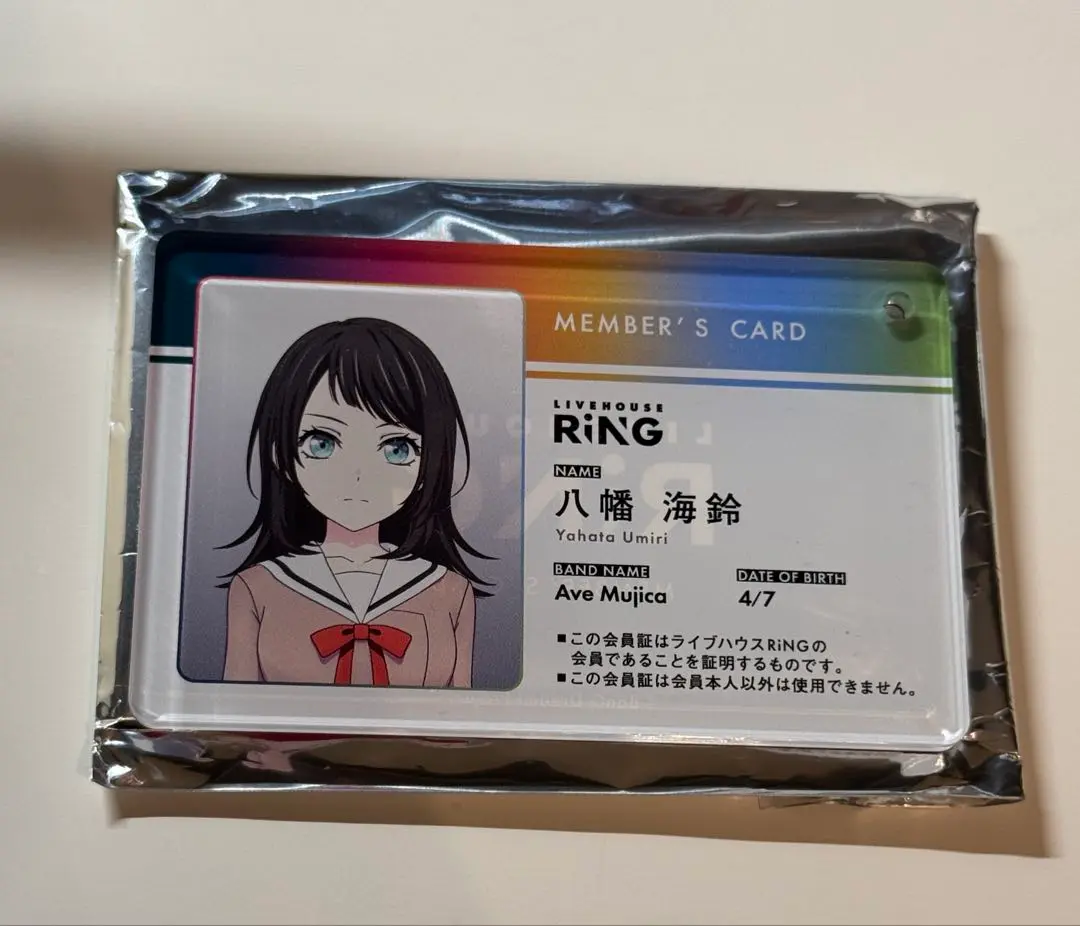 MEMBER'S CARD
LIVEHOUSE
RiNG
NAME
八幡 海鈴
Yahata Umiri
BAND NAME
DATE OF BIRTH
Ave Mujica
4/7
■この会員証はライブハウスRiNGの
会員であることを証明するものです。
■この会員証は会員本人以外は使用できません。